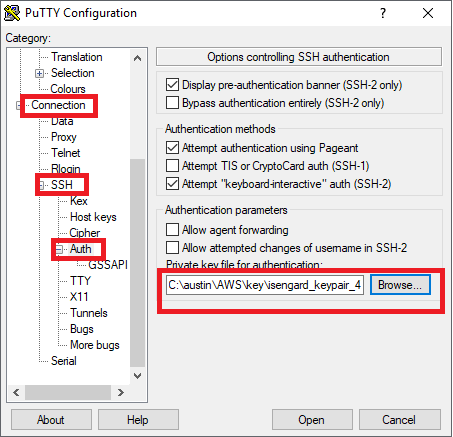 PuTTY Configuration
?
Category:
Translation
Selection
Colours
Connection
Data
Proxy
Telnet
Rlogin
SSH
Kex
Host keys
Cipher
Auth
GSSAPI
TTY
X11
Tunnels
Bugs
More bugs
Serial
Options controlling SSH authentication
Display pre-authentication banner (SSH-2 only)
Bypass authentication entirely (SSH-2 only)
Authentication methods
Attempt authentication using Pageant
Attempt TIS or CryptoCard auth (SSH-1)
Attempt "keyboard-interactive" auth (SSH-2)
Authentication parameters
Allow agent forwarding
Allow attempted changes of username in SSH-2
Private key file for authentication:
C:\austin\AWS\key\isengard_keypair_4 Browse...
About Help Open Cancel